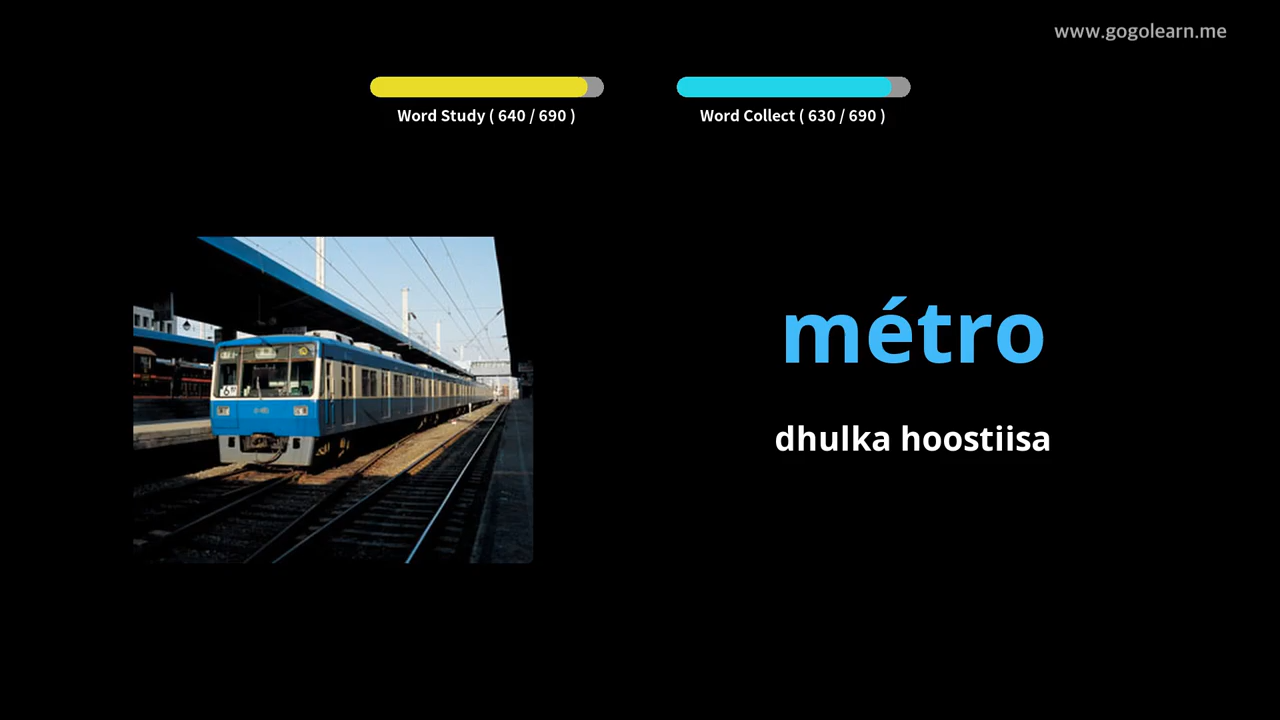 www.gogolearn.me
Word Study ( 640 / 690 )
Word Collect ( 630 / 690 )
métro
dhulka hoostiisa